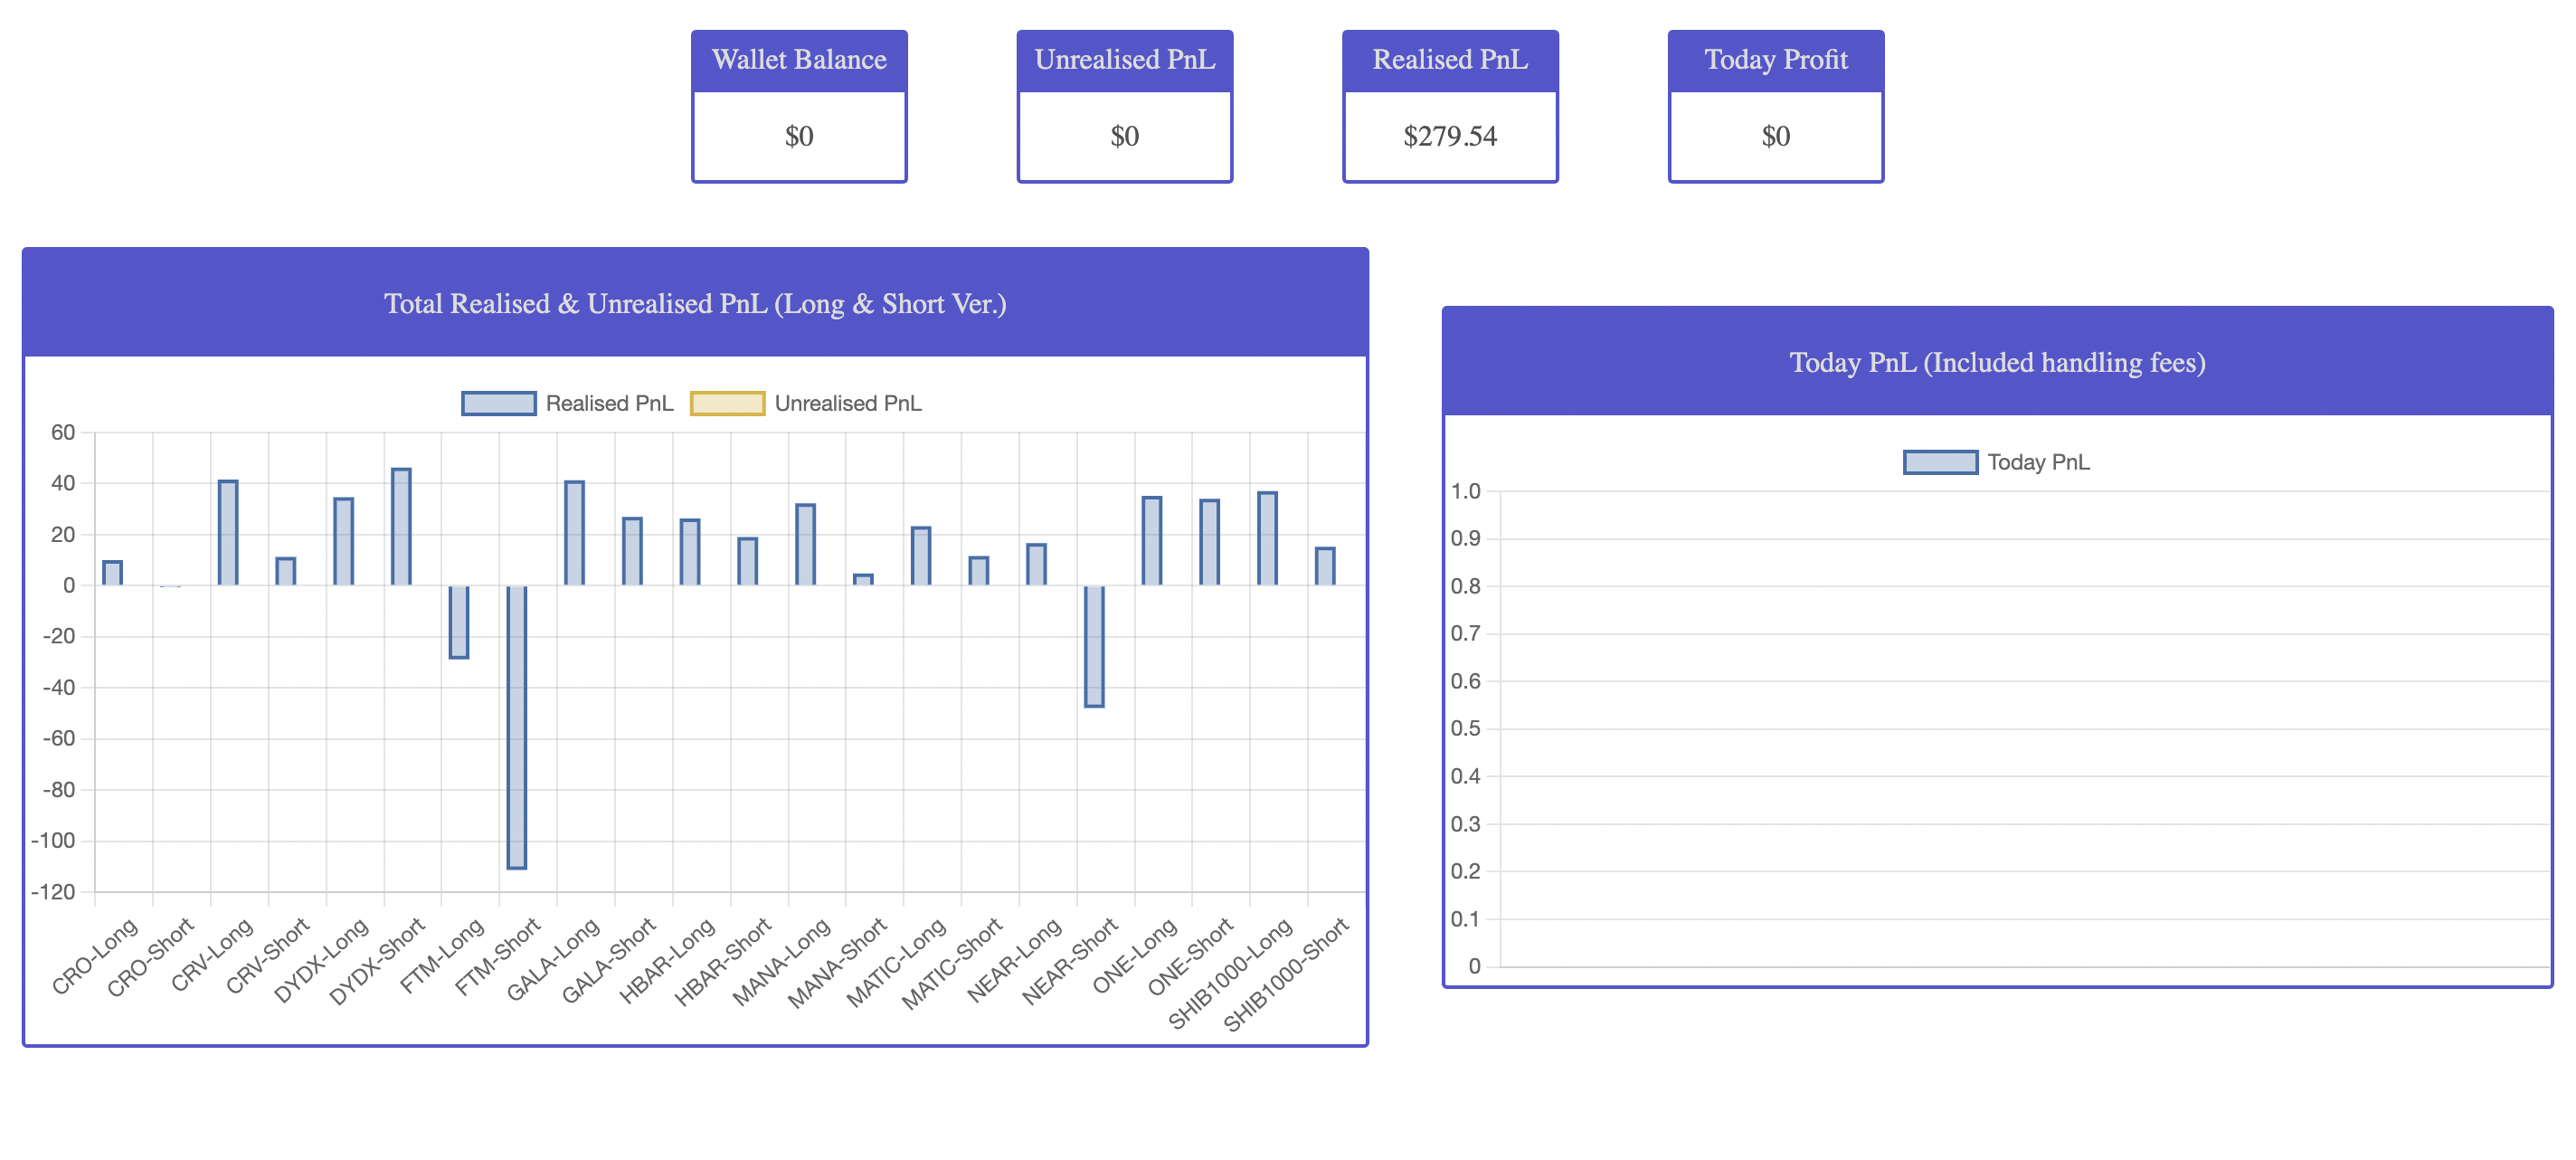 Wallet Balance
$0
Unrealised PnL
$0
Realised PnL
$279.54
Today Profit
$0
Total Realised & Unrealised PnL (Long & Short Ver.)
Realised PnL
Unrealised PnL
60
40
20
0
-20
-40
-60
-80
-100
-120
CRO-Long
CRO-Short
CRV-Long
CRV-Short
DYDX-Long
DYDX-Short
FTM-Long
FTM-Short
GALA-Long
GALA-Short
HBAR-Long
HBAR-Short
MANA-Long
MANA-Short
MATIC-Long
MATIC-Short
NEAR-Long
NEAR-Short
ONE-Long
ONE-Short
SHIB1000-Long
SHIB1000-Short
Today PnL (Included handling fees)
Today PnL
1.0
0.9
0.8
0.7
0.6
0.5
0.4
0.3
0.2
0.1
0